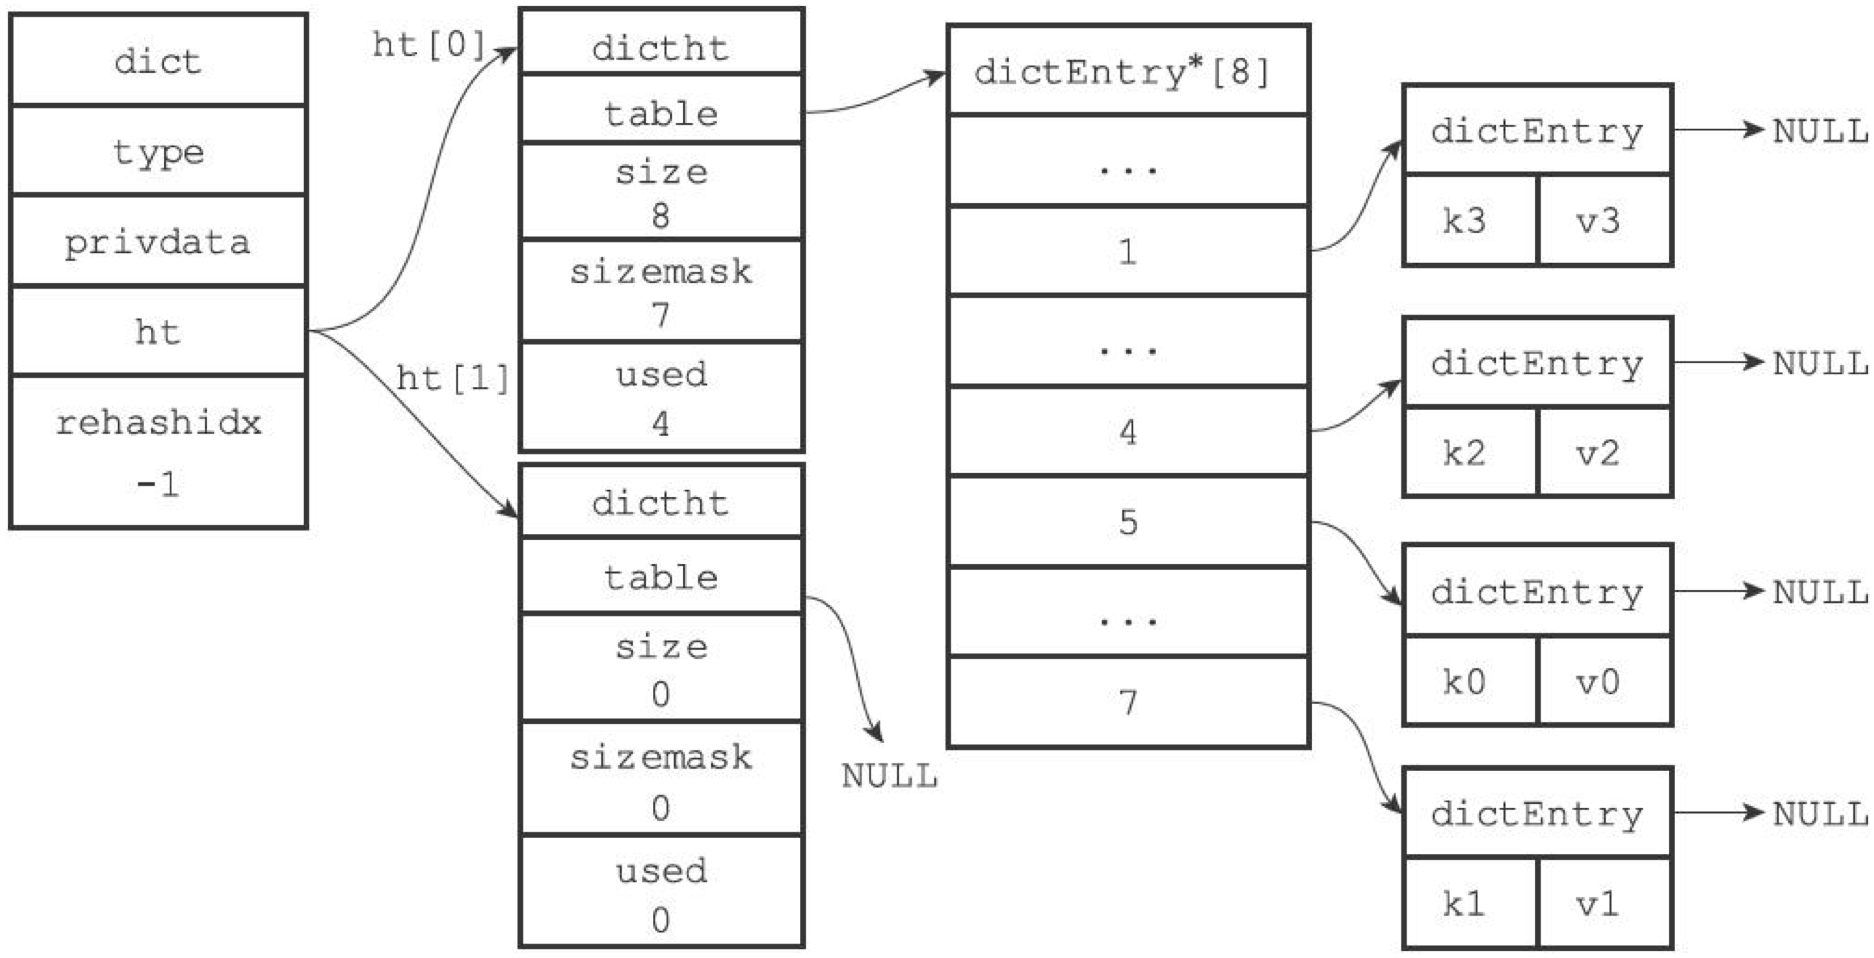 dict
type
privdata
ht
rehashidx
-1
ht[0]
ht[1]
dictht
table
size
8
sizemask
7
used
4
dictht
table
size
0
sizemask
0
used
0
NULL
dictEntry*[8]
...
1
...
4
5
...
7
dictEntry
k3 v3
NULL
dictEntry
k2 v2
NULL
dictEntry
k0 v0
NULL
dictEntry
k1 v1
NULL